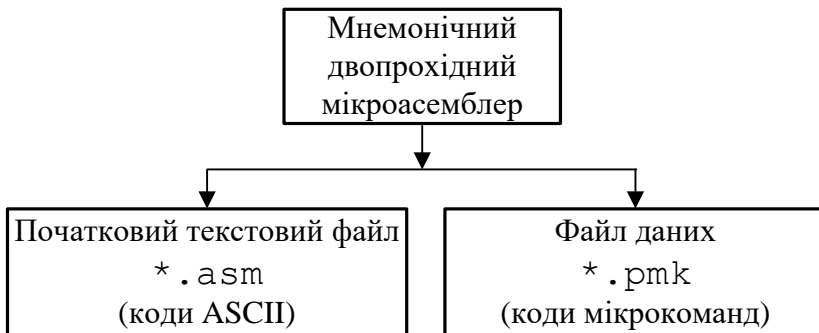 Мнемонічний
двопрохідний
мікроасемблер
Початковий текстовий файл
*.asm
(коди ASCII)
Файл даних
*.pmk
(коди мікрокоманд)